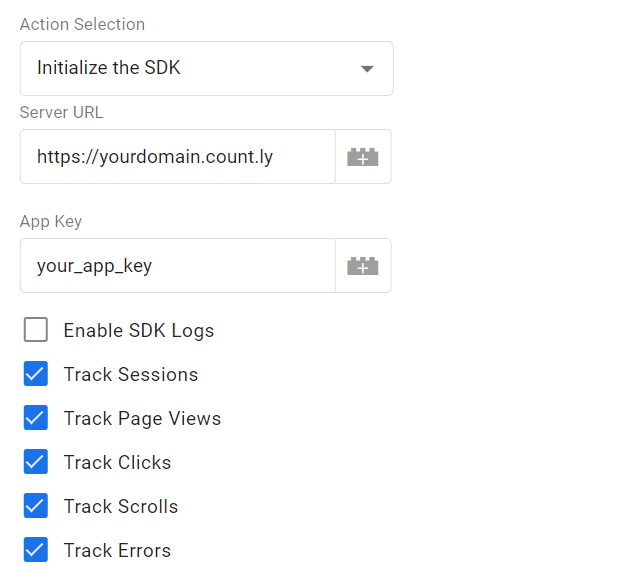 Action Selection
Initialize the SDK
Server URL
https://yourdomain.count.ly
App Key
your_app_key
Enable SDK Logs
Track Sessions
Track Page Views
Track Clicks
Track Scrolls
Track Errors